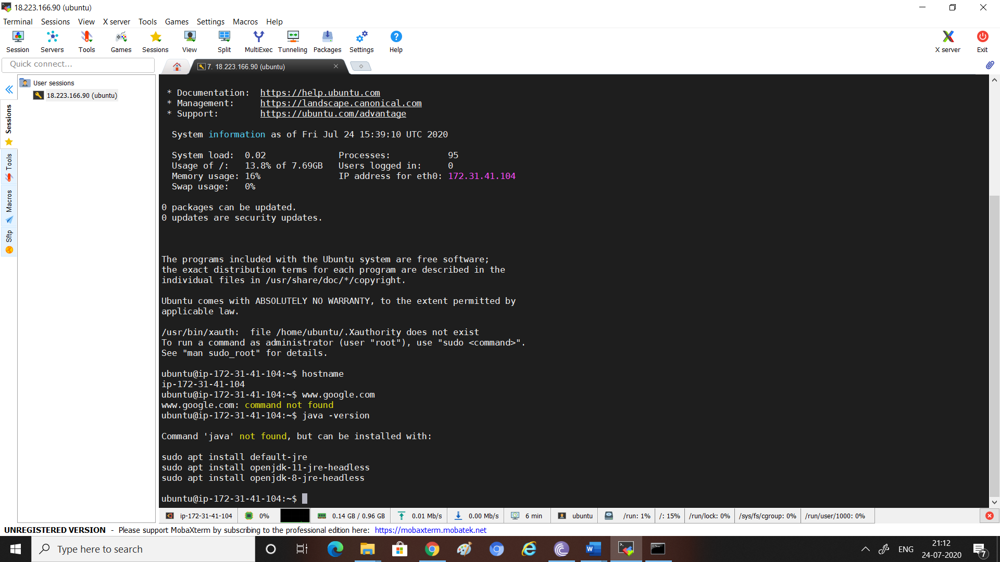 18.223.166.90 (ubuntu)
Terminal Sessions View X server Tools Games Settings Macros Help
Session Servers Tools Games Sessions View Split MultiExec Tunneling Packages Settings Help X server Exit
Quick connect...
7. 18.223.166.90 (ubuntu)
User sessions
18.223.166.90 (ubuntu)
Sessions
Tools
Macros
Sftp
* Documentation: https://help.ubuntu.com
* Management: https://landscape.canonical.com
* Support: https://ubuntu.com/advantage
System information as of Fri Jul 24 15:39:10 UTC 2020
System load: 0.02 Processes: 95
Usage of /: 13.8% of 7.69GB Users logged in: 0
Memory usage: 16% IP address for eth0: 172.31.41.104
Swap usage: 0%
0 packages can be updated.
0 updates are security updates.
The programs included with the Ubuntu system are free software;
the exact distribution terms for each program are described in the
individual files in /usr/share/doc/*/copyright.
Ubuntu comes with ABSOLUTELY NO WARRANTY, to the extent permitted by
applicable law.
/usr/bin/xauth: file /home/ubuntu/.Xauthority does not exist
To run a command as administrator (user "root"), use "sudo <command>".
See "man sudo_root" for details.
ubuntu@ip-172-31-41-104:~$ hostname
ip-172-31-41-104
ubuntu@ip-172-31-41-104:~$ www.google.com
www.google.com: command not found
ubuntu@ip-172-31-41-104:~$ java -version
Command 'java' not found, but can be installed with:
sudo apt install default-jre
sudo apt install openjdk-11-jre-headless
sudo apt install openjdk-8-jre-headless
ubuntu@ip-172-31-41-104:~$
ip-172-31-41-104 0% 0.14 GB / 0.96 GB 0.01 Mb/s 0.00 Mb/s 6 min ubuntu /run: 1% /: 15% /run/lock: 0% /sys/fs/cgroup: 0% /run/user/1000: 0%
UNREGISTERED VERSION - Please support MobaXterm by subscribing to the professional edition here: https://mobaxterm.mobatek.net
Type here to search
ENG
21:12
24-07-2020
7